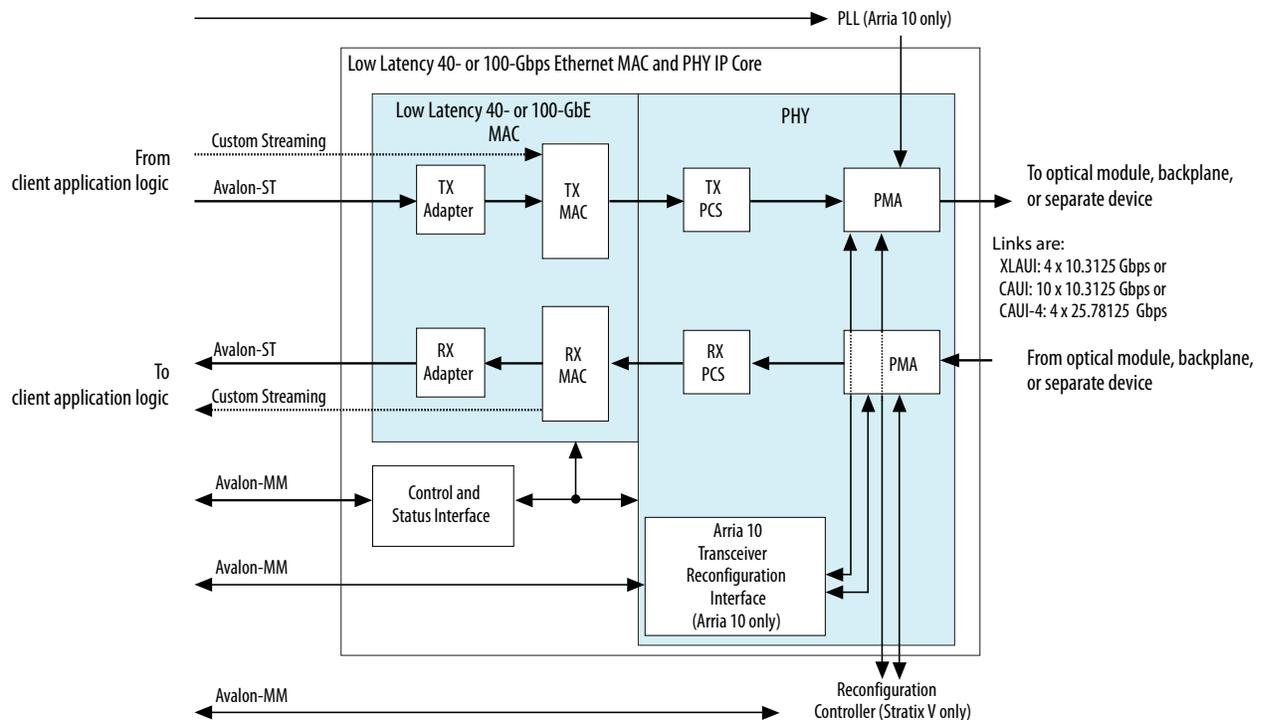 PLL (Arria 10 only)
Low Latency 40- or 100-Gbps Ethernet MAC and PHY IP Core
Low Latency 40- or 100-GbE
MAC
PHY
Custom Streaming
From
client application logic
Avalon-ST
TX
Adapter
TX
MAC
TX
PCS
PMA
To optical module, backplane,
or separate device
Links are:
XLAUI: 4 x 10.3125 Gbps or
CAUI: 10 x 10.3125 Gbps or
CAUI-4: 4 x 25.78125 Gbps
To
client application logic
Avalon-ST
Custom Streaming
RX
Adapter
RX
MAC
RX
PCS
PMA
From optical module, backplane,
or separate device
Avalon-MM
Control and
Status Interface
Avalon-MM
Arria 10
Transceiver
Reconfiguration
Interface
(Arria 10 only)
Avalon-MM
Reconfiguration
Controller (Stratix V only)